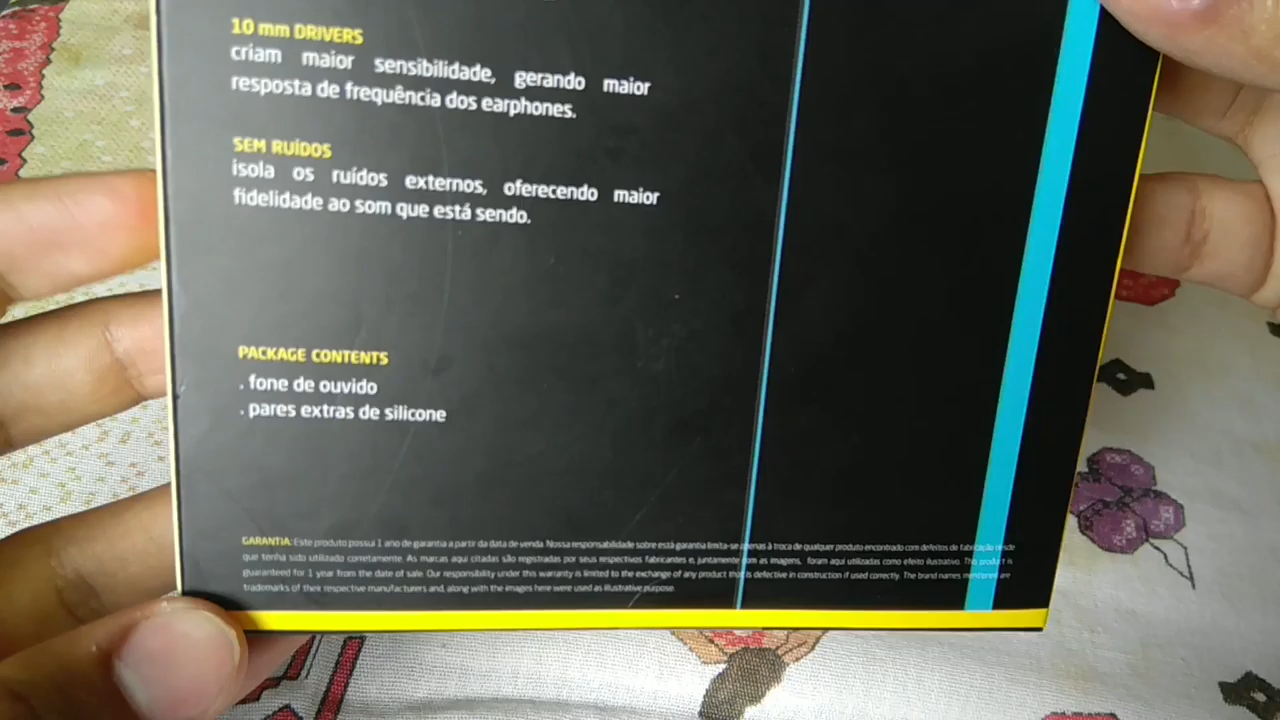 10 mm DRIVERS
criam maior sensibilidade, gerando maior
resposta de frequência dos earphones.
SEM RUÍDOS
isola os ruídos externos, oferecendo maior
fidelidade ao som que está sendo.
PACKAGE CONTENTS
. fone de ouvido
. pares extras de silicone
GARANTIA: Este produto possui 1 ano de garantia a partir da data de venda. Nossa responsabilidade sobre está garantia limita-se apenas à troca de qualquer produto encontrado com defeitos de fabricação desde
que tenha sido utilizado corretamente. As marcas aqui citadas são registradas por seus respectivos fabricantes e, juntamente com as imagens, foram aqui utilizadas como efeito ilustrativo. This product is
guaranteed for 1 year from the date of sale. Our responsibility under this warranty is limited to the exchange of any product that is defective in construction if used correctly. The brand names mentioned are
trademarks of their respective manufacturers and, along with the images here were used as illustrative purpose.